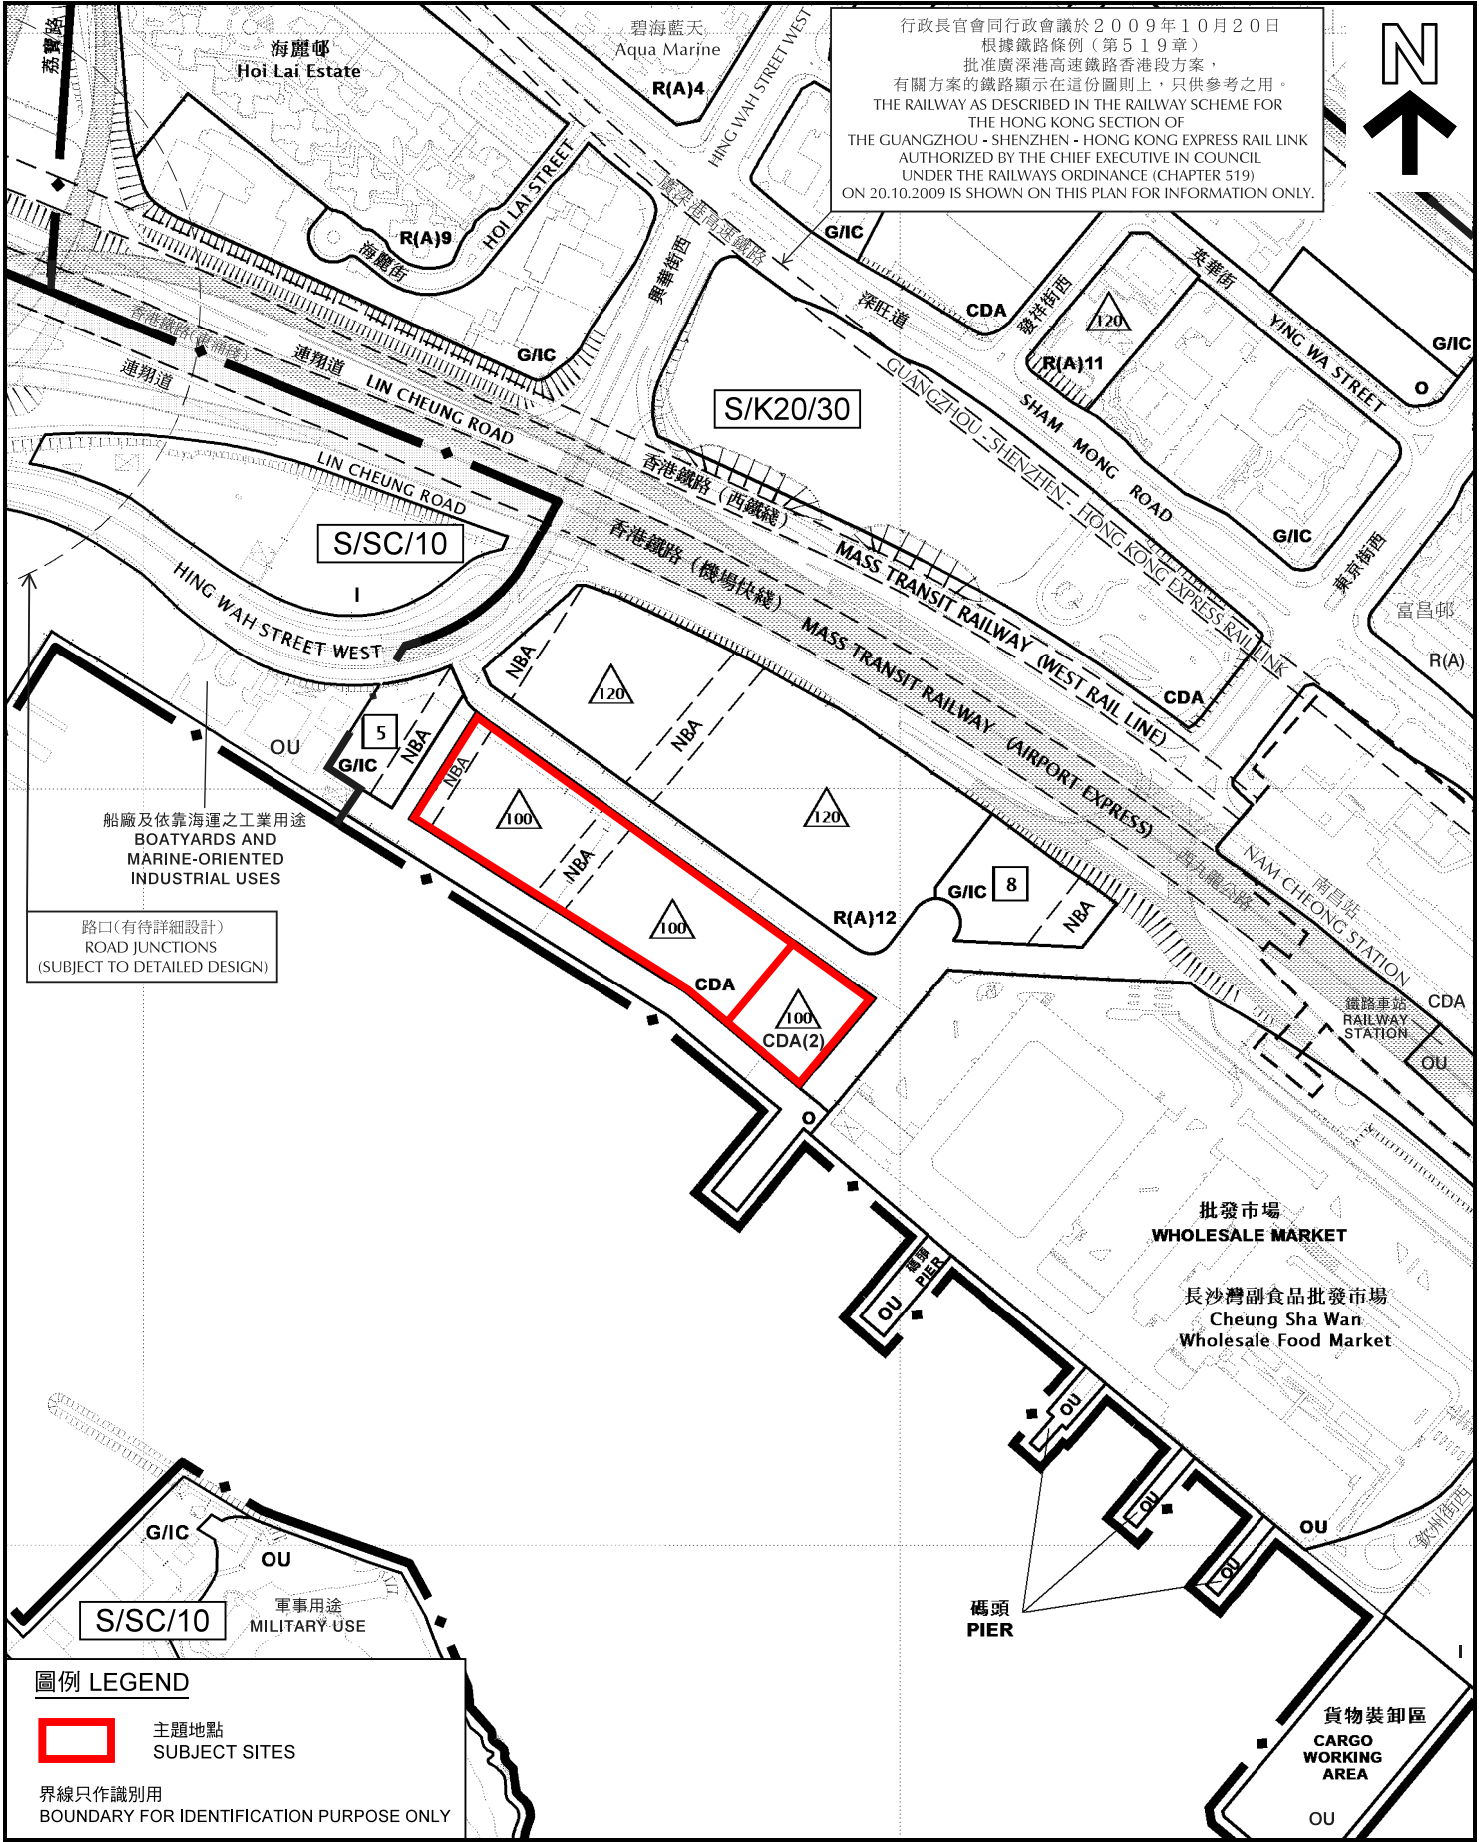 荔寶路
海麗邨
Hoi Lai Estate
碧海藍天
Aqua Marine
R(A)4
HING WAH STREET WEST
行政長官會同行政會議於2009年10月20日
根據鐵路條例（第519章）
批准廣深港高速鐵路香港段方案，
有關方案的鐵路顯示在這份圖則上，只供參考之用。
THE RAILWAY AS DESCRIBED IN THE RAILWAY SCHEME FOR
THE HONG KONG SECTION OF
THE GUANGZHOU - SHENZHEN - HONG KONG EXPRESS RAIL LINK
AUTHORIZED BY THE CHIEF EXECUTIVE IN COUNCIL
UNDER THE RAILWAYS ORDINANCE (CHAPTER 519)
ON 20.10.2009 IS SHOWN ON THIS PLAN FOR INFORMATION ONLY.
N
R(A)9
海麗街
HOI LAI STREET
廣深港高速鐵路
G/IC
興華街西
深旺道
CDA
發祥街西
120
R(A)11
英華街
YING WA STREET
G/IC
O
G/IC
連翔道
連翔道
LIN CHEUNG ROAD
S/K20/30
GUANGZHOU - SHENZHEN - HONG KONG EXPRESS RAIL LINK
SHAM MONG ROAD
LIN CHEUNG ROAD
香港鐵路（西鐵綫）
MASS TRANSIT RAILWAY (WEST RAIL LINE)
G/IC
東京街西
富昌邨
R(A)
S/SC/10
I
香港鐵路（機場快綫）
MASS TRANSIT RAILWAY (AIRPORT EXPRESS)
HING WAH STREET WEST
NBA
120
NBA
CDA
5
G/IC
NBA
OU
NBA
100
NBA
120
船廠及依靠海運之工業用途
BOATYARDS AND
MARINE-ORIENTED
INDUSTRIAL USES
西九龍公路
南昌站
NAM CHEONG STATION
路口(有待詳細設計)
ROAD JUNCTIONS
(SUBJECT TO DETAILED DESIGN)
100
R(A)12
G/IC
8
NBA
CDA
100
CDA(2)
鐵路車站
RAILWAY
STATION
CDA
OU
O
批發市場
WHOLESALE MARKET
碼頭
PIER
OU
長沙灣副食品批發市場
Cheung Sha Wan
Wholesale Food Market
OU
OU
OU
碼頭
PIER
OU
欽州街西
G/IC
OU
軍事用途
MILITARY USE
S/SC/10
I
貨物裝卸區
CARGO
WORKING
AREA
OU
圖例 LEGEND
主題地點
SUBJECT SITES
界線只作識別用
BOUNDARY FOR IDENTIFICATION PURPOSE ONLY